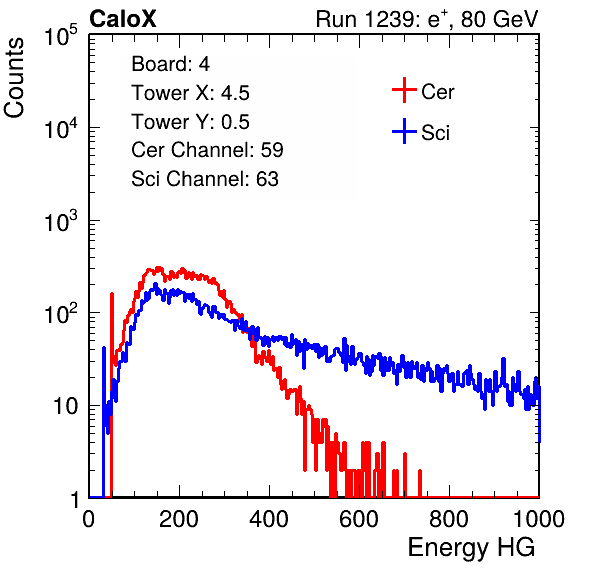 CaloX Run 1239: e⁺, 80 GeV
Counts
10⁵
10⁴
10³
10²
10
1
Board: 4
Tower X: 4.5
Tower Y: 0.5
Cer Channel: 59
Sci Channel: 63
Cer
Sci
0 200 400 600 800 1000
Energy HG